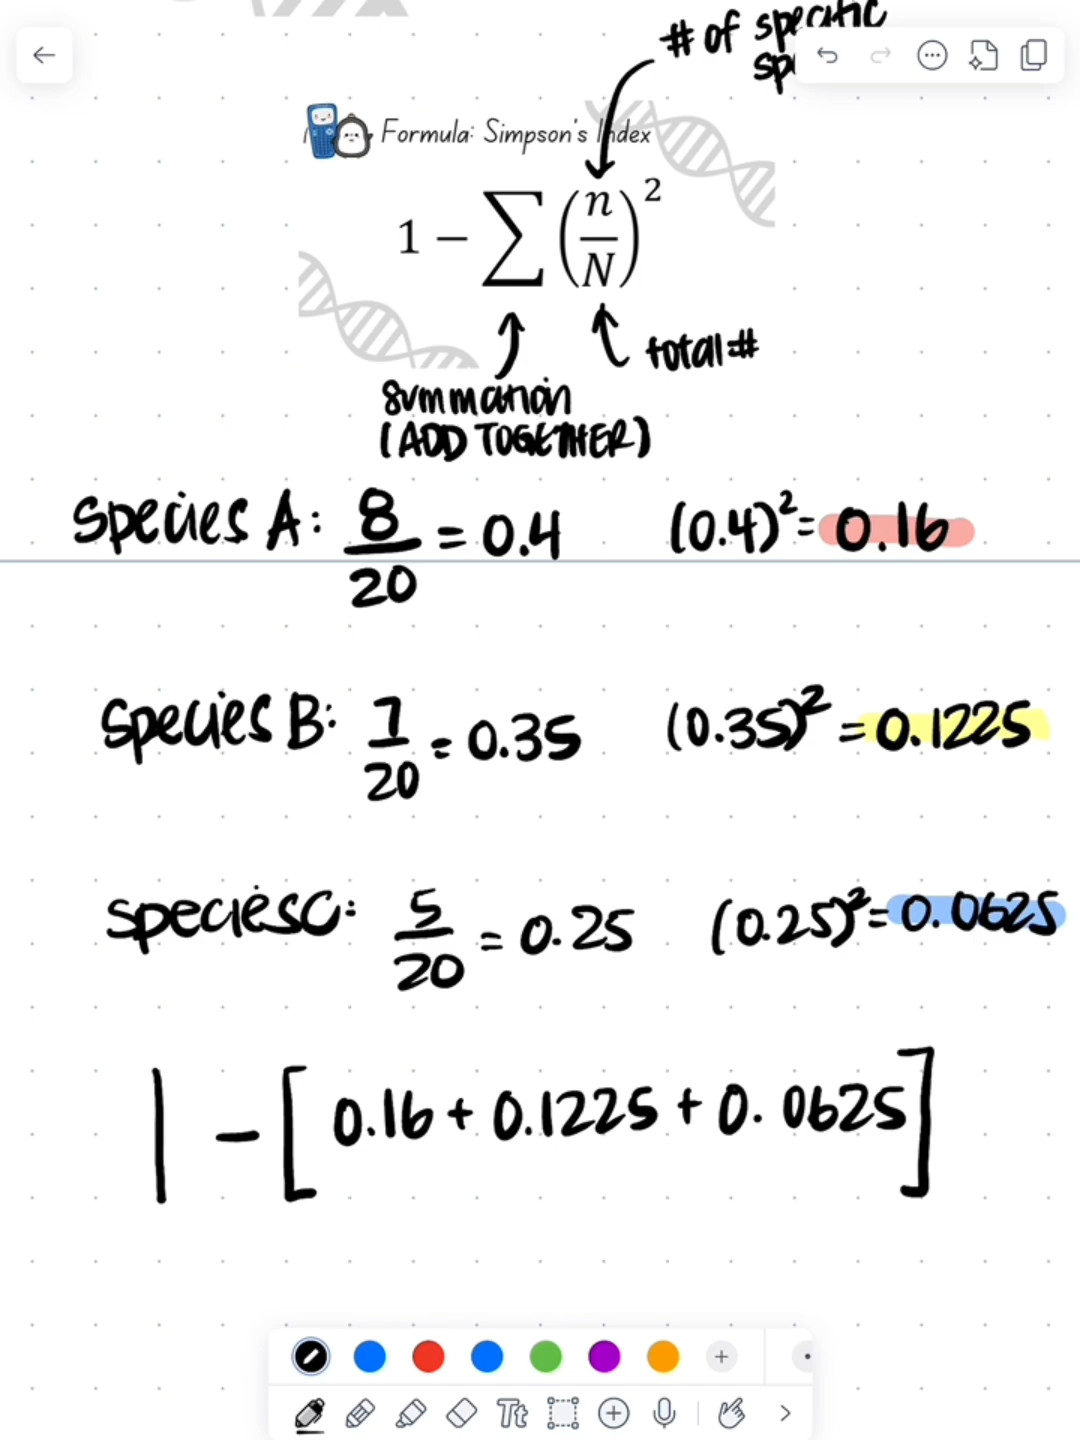 # of specific
Formula: Simpson's Index
1 − ∑ (n/N)²
total #
summation
(ADD TOGETHER)
Species A: 8/20 = 0.4 (0.4)² = 0.16
Species B: 7/20 = 0.35 (0.35)² = 0.1225
Species C: 5/20 = 0.25 (0.25)² = 0.0625
1 - [0.16 + 0.1225 + 0.0625]
Tt